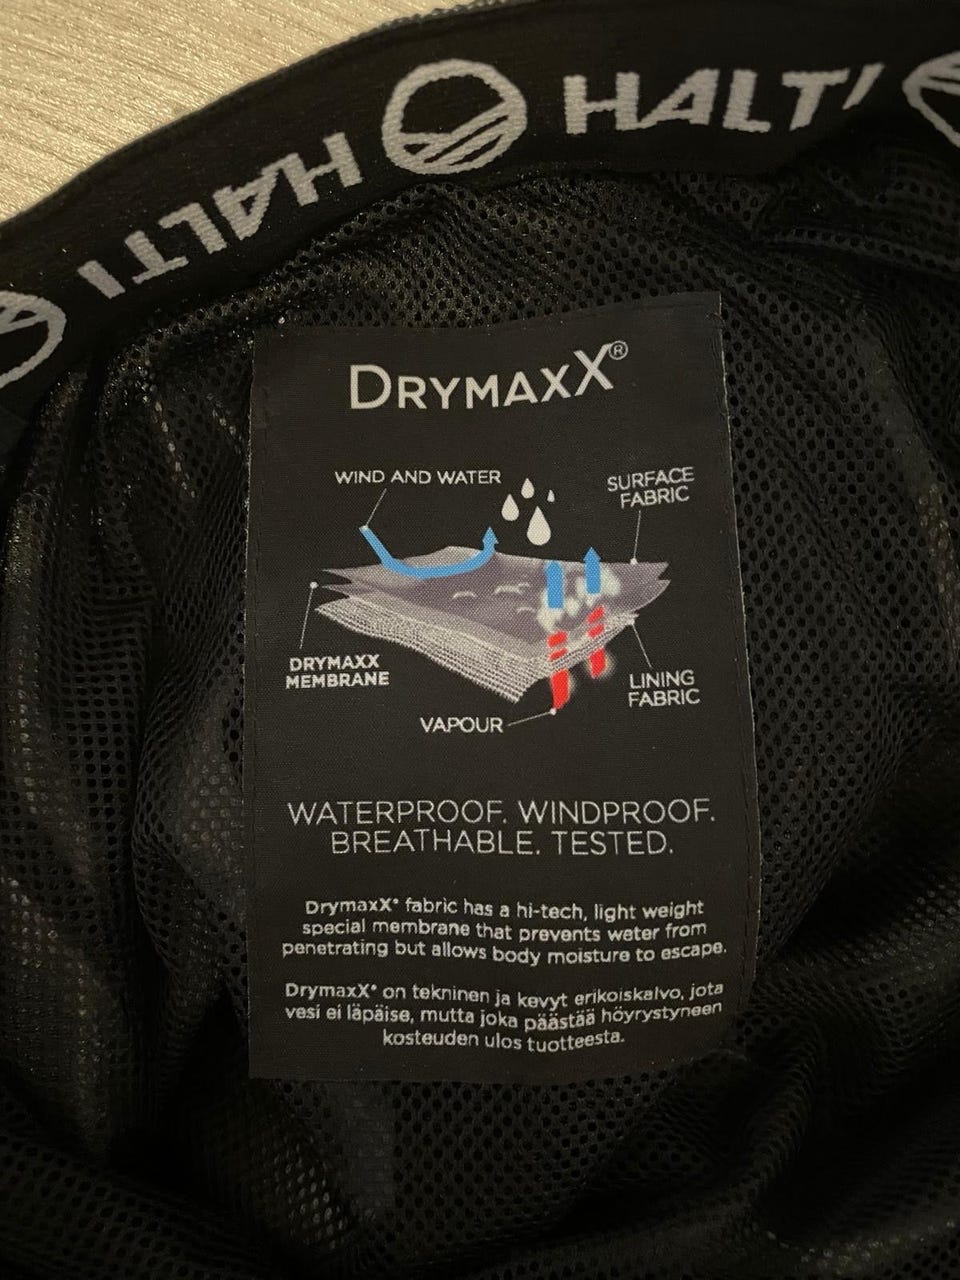 HALTI
HALTI
DRYMAXX®
WIND AND WATER
SURFACE
FABRIC
DRYMAXX
MEMBRANE
LINING
FABRIC
VAPOUR
WATERPROOF. WINDPROOF.
BREATHABLE. TESTED.
DrymaxX® fabric has a hi-tech, light weight
special membrane that prevents water from
penetrating but allows body moisture to escape.
DrymaxX® on tekninen ja kevyt erikoiskalvo, jota
vesi ei läpäise, mutta joka päästää höyrystyneen
kosteuden ulos tuotteesta.